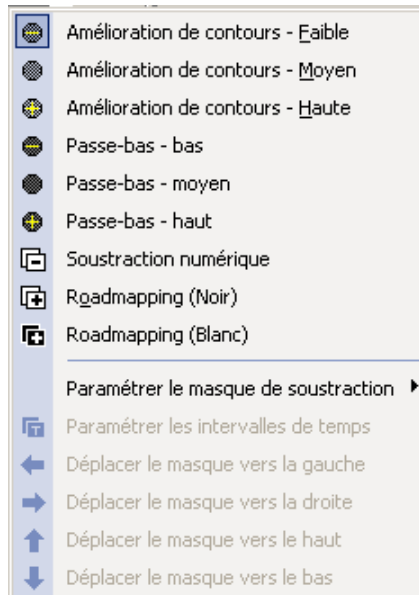 Amélioration de contours - Faible
Amélioration de contours - Moyen
Amélioration de contours - Haute
Passe-bas - bas
Passe-bas - moyen
Passe-bas - haut
Soustraction numérique
Roadmapping (Noir)
Roadmapping (Blanc)
Paramétrer le masque de soustraction
Paramétrer les intervalles de temps
Déplacer le masque vers la gauche
Déplacer le masque vers la droite
Déplacer le masque vers le haut
Déplacer le masque vers le bas